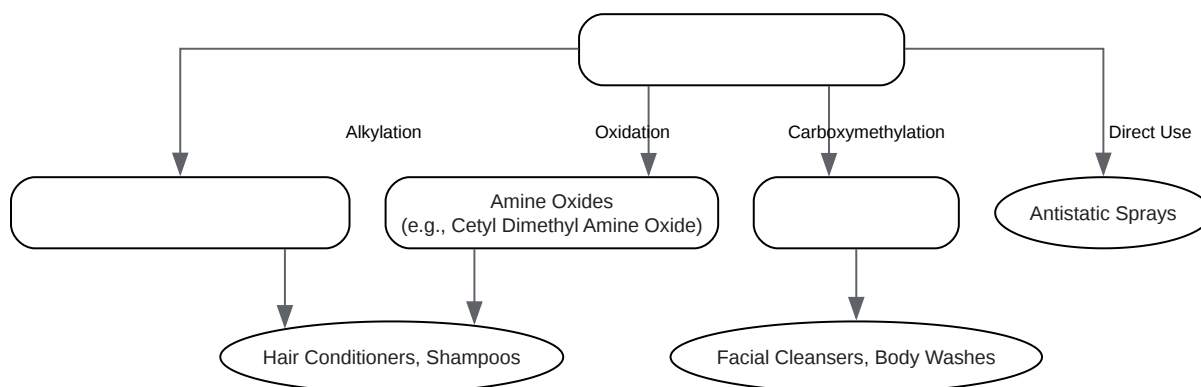 Alkylation
Oxidation
Carboxymethylation
Direct Use
Amine Oxides
(e.g., Cetyl Dimethyl Amine Oxide)
Antistatic Sprays
Hair Conditioners, Shampoos
Facial Cleansers, Body Washes